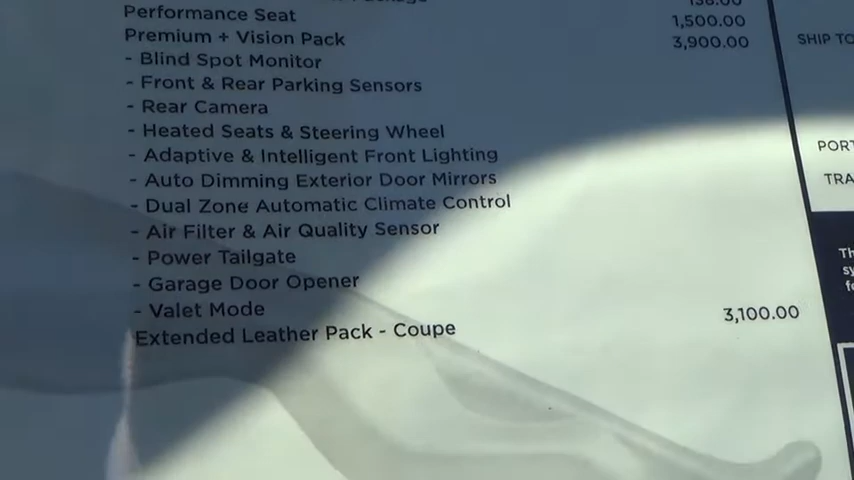 Performance Seat 1,500.00
Premium + Vision Pack 3,900.00
- Blind Spot Monitor
- Front & Rear Parking Sensors
- Rear Camera
- Heated Seats & Steering Wheel
- Adaptive & Intelligent Front Lighting
- Auto Dimming Exterior Door Mirrors
- Dual Zone Automatic Climate Control
- Air Filter & Air Quality Sensor
- Power Tailgate
- Garage Door Opener
- Valet Mode
Extended Leather Pack - Coupe 3,100.00
SHIP TO
PORT
TRA
Th
sy
fo